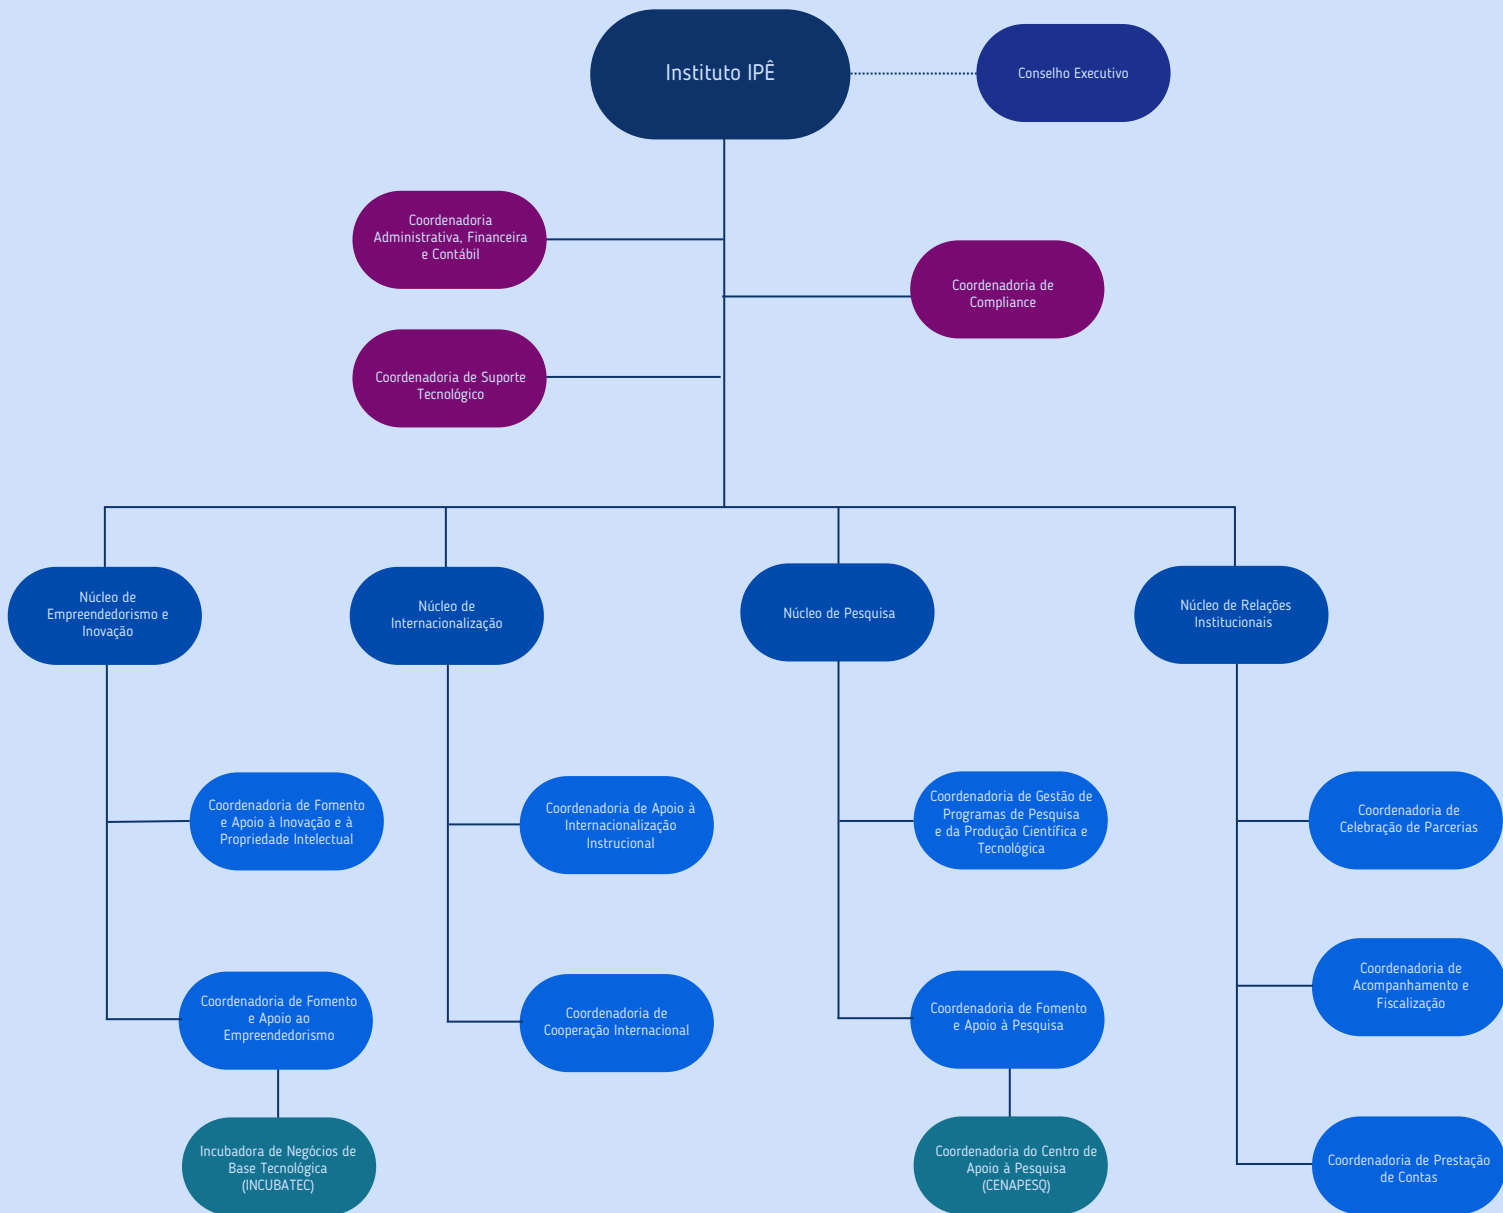 Instituto IPÊ
Conselho Executivo
Coordenadoria
Administrativa, Financeira
e Contábil
Coordenadoria de
Compliance
Coordenadoria de Suporte
Tecnológico
Núcleo de
Empreendedorismo e
Inovação
Núcleo de
Internacionalização
Núcleo de Pesquisa
Núcleo de Relações
Institucionais
Coordenadoria de Fomento
e Apoio à Inovação e à
Propriedade Intelectual
Coordenadoria de Apoio à
Internacionalização
Instrucional
Coordenadoria de Gestão de
Programas de Pesquisa
e da Produção Científica e
Tecnológica
Coordenadoria de
Celebração de Parcerias
Coordenadoria de
Acompanhamento e
Fiscalização
Coordenadoria de Fomento
e Apoio ao
Empreendedorismo
Coordenadoria de
Cooperação Internacional
Coordenadoria de Fomento
e Apoio à Pesquisa
Incubadora de Negócios de
Base Tecnológica
(INCUBATEC)
Coordenadoria do Centro de
Apoio à Pesquisa
(CENAPESQ)
Coordenadoria de Prestação
de Contas